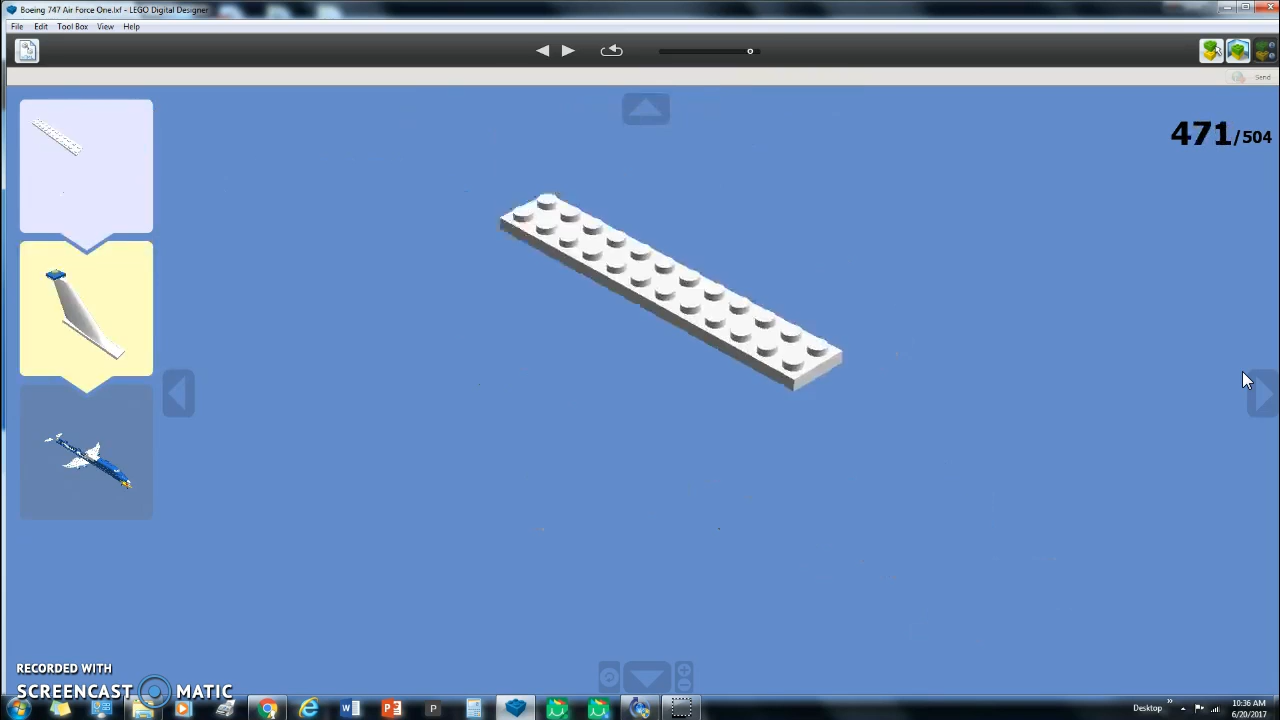 Boeing 747 Air Force One.lxf - LEGO Digital Designer
File Edit Tool Box View Help
Send
471/504
RECORDED WITH
SCREENCAST MATIC
Desktop
10:36 AM
6/20/2017